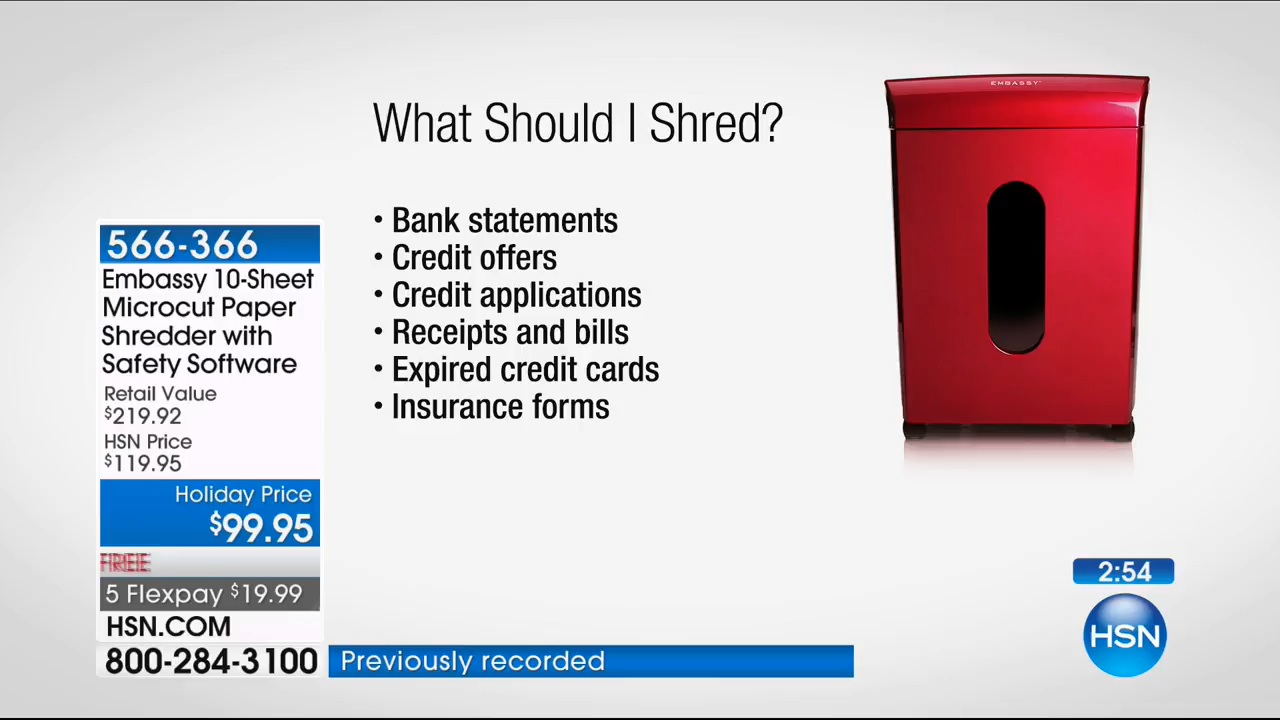 EMBASSY
What Should I Shred?
• Bank statements
• Credit offers
• Credit applications
• Receipts and bills
• Expired credit cards
• Insurance forms
566-366
Embassy 10-Sheet
Microcut Paper
Shredder with
Safety Software
Retail Value
$219.92
HSN Price
$119.95
Holiday Price
$99.95
5 Flexpay $19.99
HSN.COM
800-284-3100
Previously recorded
2:54
HSN